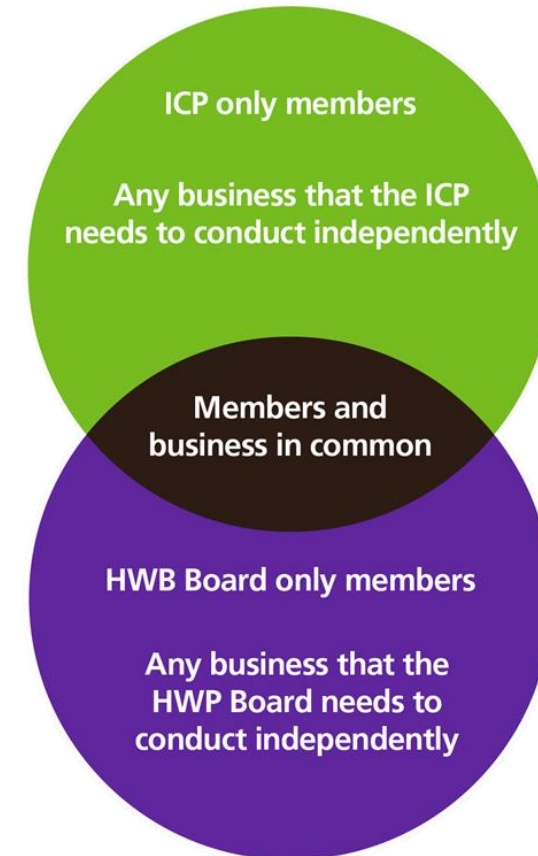 ICP only members
Any business that the ICP
needs to conduct independently
Members and
business in common
HWB Board only members
Any business that the
HWP Board needs to
conduct independently